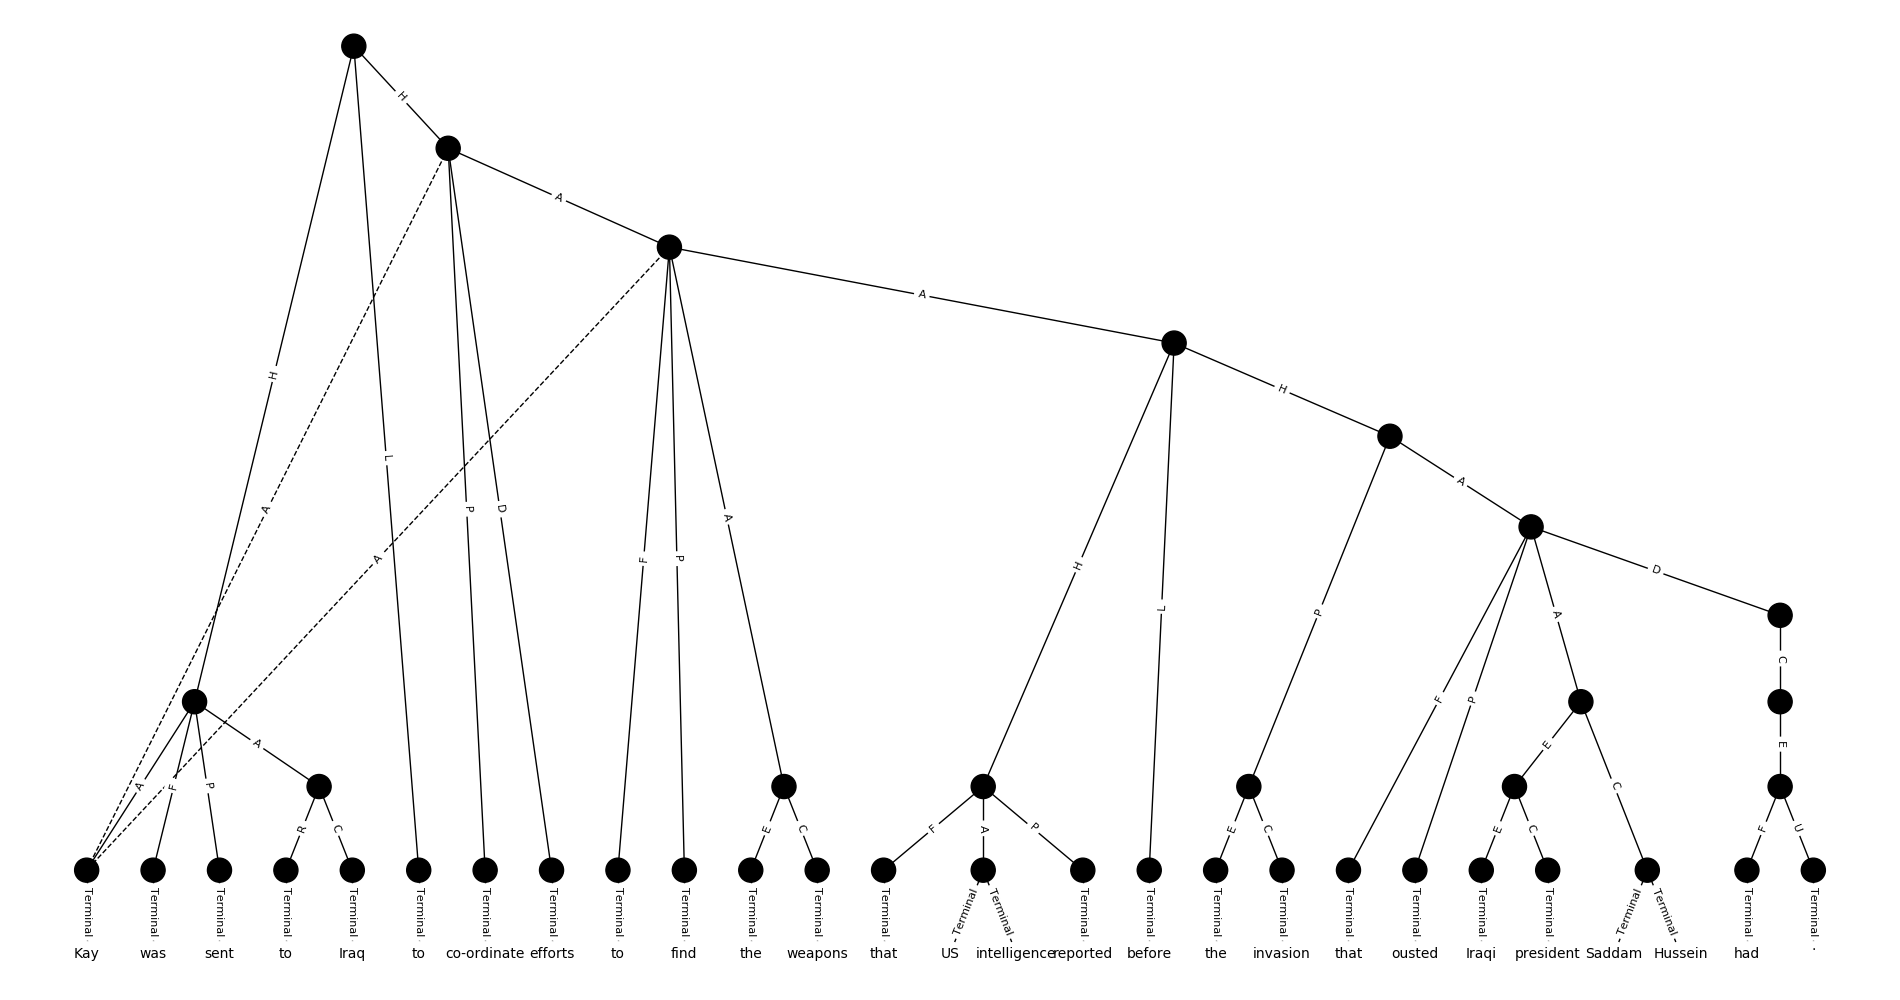 H
A
A
H
A
H
L
P
D
A
A
F
P
A
H
L
P
A
D
F
P
A
C
E
A
F
P
A
R
C
E
C
F
A
P
E
C
E
C
E
C
F
U
Terminal Terminal Terminal Terminal Terminal Terminal Terminal Terminal Terminal Terminal Terminal Terminal Terminal Terminal Terminal Terminal Terminal Terminal Terminal Terminal Terminal Terminal Terminal Terminal Terminal Terminal Terminal
Kay was sent to Iraq to co-ordinate efforts to find the weapons that US intelligence reported before the invasion that ousted Iraqi president Saddam Hussein had .